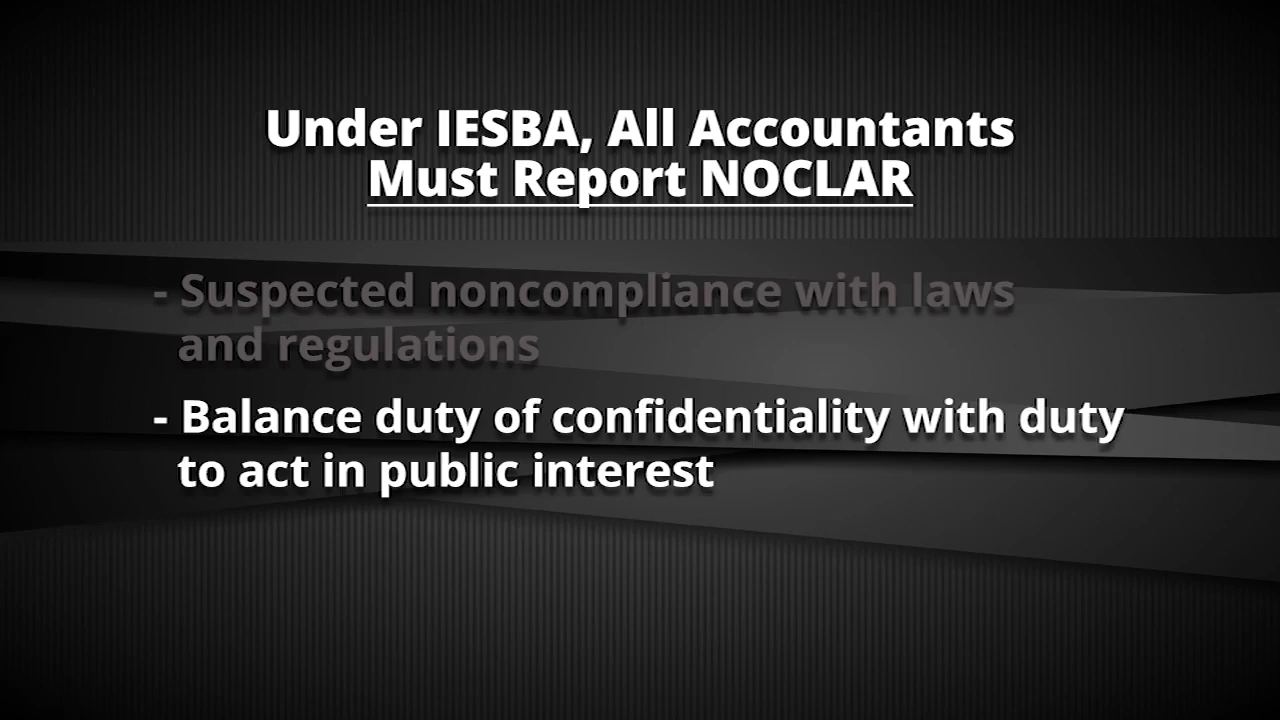 Under IESBA, All Accountants
Must Report NOCLAR
- Suspected noncompliance with laws
and regulations
- Balance duty of confidentiality with duty
to act in public interest